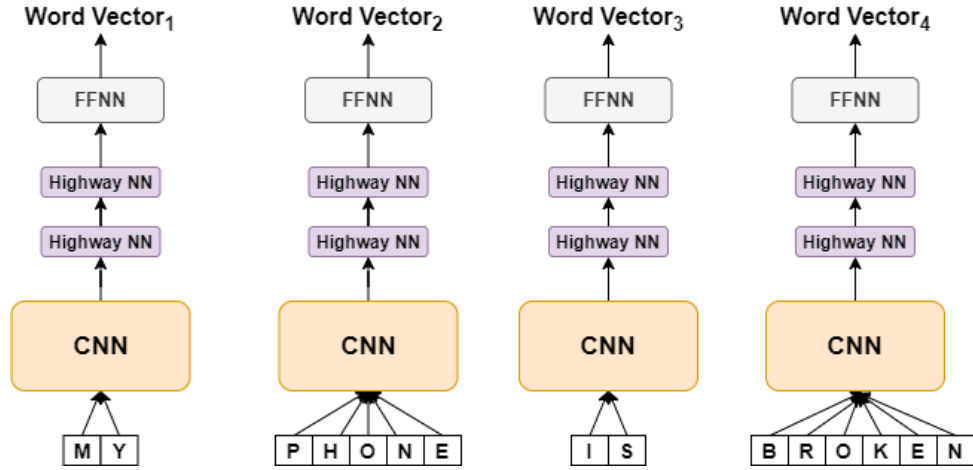 Word Vector₁ Word Vector₂ Word Vector₃ Word Vector₄
FFNN FFNN FFNN FFNN
Highway NN Highway NN Highway NN Highway NN
Highway NN Highway NN Highway NN Highway NN
CNN CNN CNN CNN
M Y P H O N E I S B R O K E N